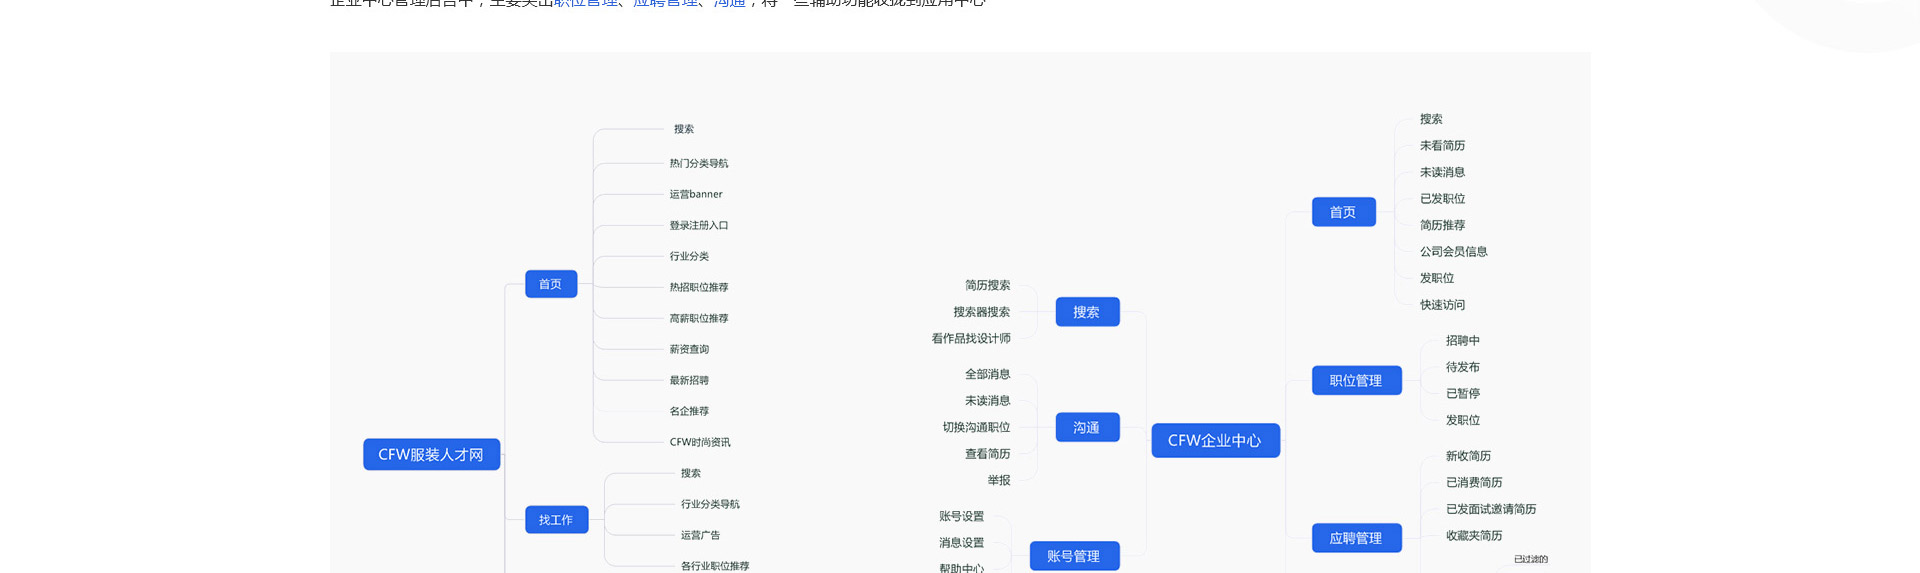 企业中心管理后台中，主要突出职位管理、应聘管理、沟通，将一些辅助功能收拢到应用中心
CFW服装人才网
首页
搜索
热门分类导航
运营banner
登录注册入口
行业分类
热招职位推荐
高薪职位推荐
薪资查询
最新招聘
名企推荐
CFW时尚资讯
找工作
搜索
行业分类导航
运营广告
各行业职位推荐
CFW企业中心
搜索
简历搜索
搜索器搜索
看作品找设计师
沟通
全部消息
未读消息
切换沟通职位
查看简历
举报
账号管理
账号设置
消息设置
帮助中心
首页
搜索
未看简历
未读消息
已发职位
简历推荐
公司会员信息
发职位
快速访问
职位管理
招聘中
待发布
已暂停
发职位
应聘管理
新收简历
已消费简历
已发面试邀请简历
收藏夹简历
已过滤的